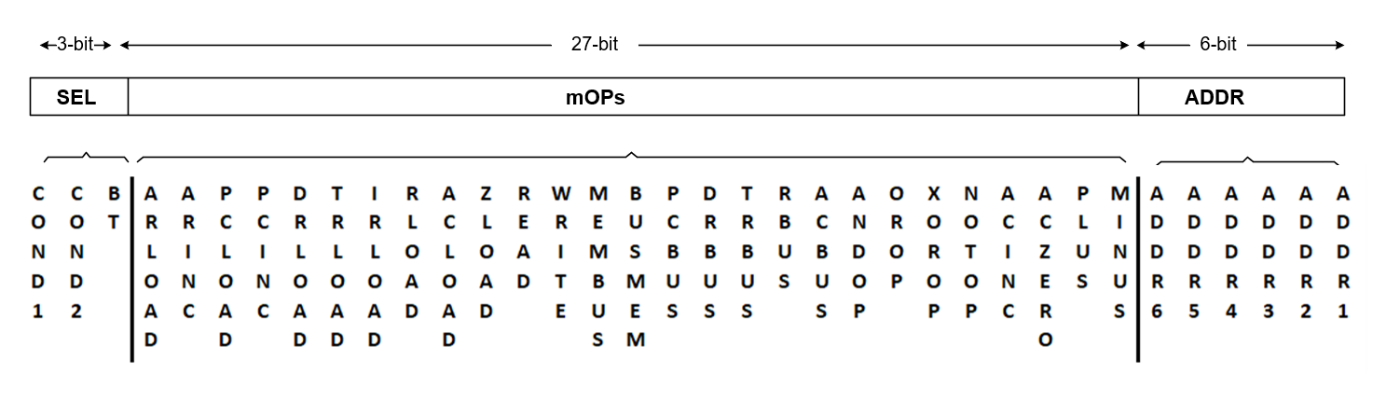 3-bit
27-bit
6-bit
SEL
mOPs
ADDR
COND1
COND2
BT
ARLOAD
ARINC
PCLOAD
PCINC
DRLOAD
TRLOAD
IRLOAD
RLOAD
ACLOAD
ZLOAD
READ
WRITE
MEMBUS
BUSMEM
PCBUS
DRBUS
TRBUS
RBUS
ACBUS
ANDOP
OROP
XOROP
NOTOP
ACINC
ACZERO
PLUS
MINUS
ADDR6
ADDR5
ADDR4
ADDR3
ADDR2
ADDR1